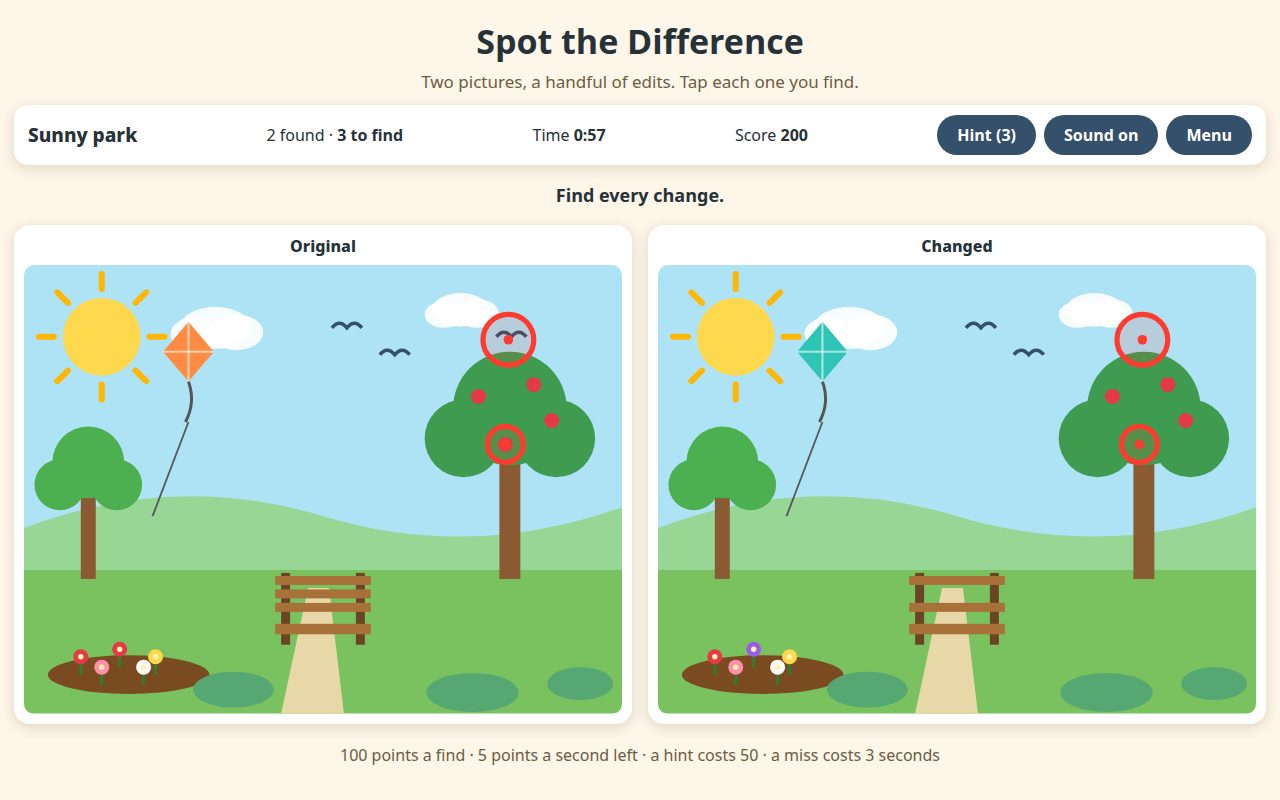 Spot the Difference
Two pictures, a handful of edits. Tap each one you find.
Sunny park
2 found · 3 to find
Time 0:57
Score 200
Hint (3)
Sound on
Menu
Find every change.
Original
Changed
100 points a find · 5 points a second left · a hint costs 50 · a miss costs 3 seconds